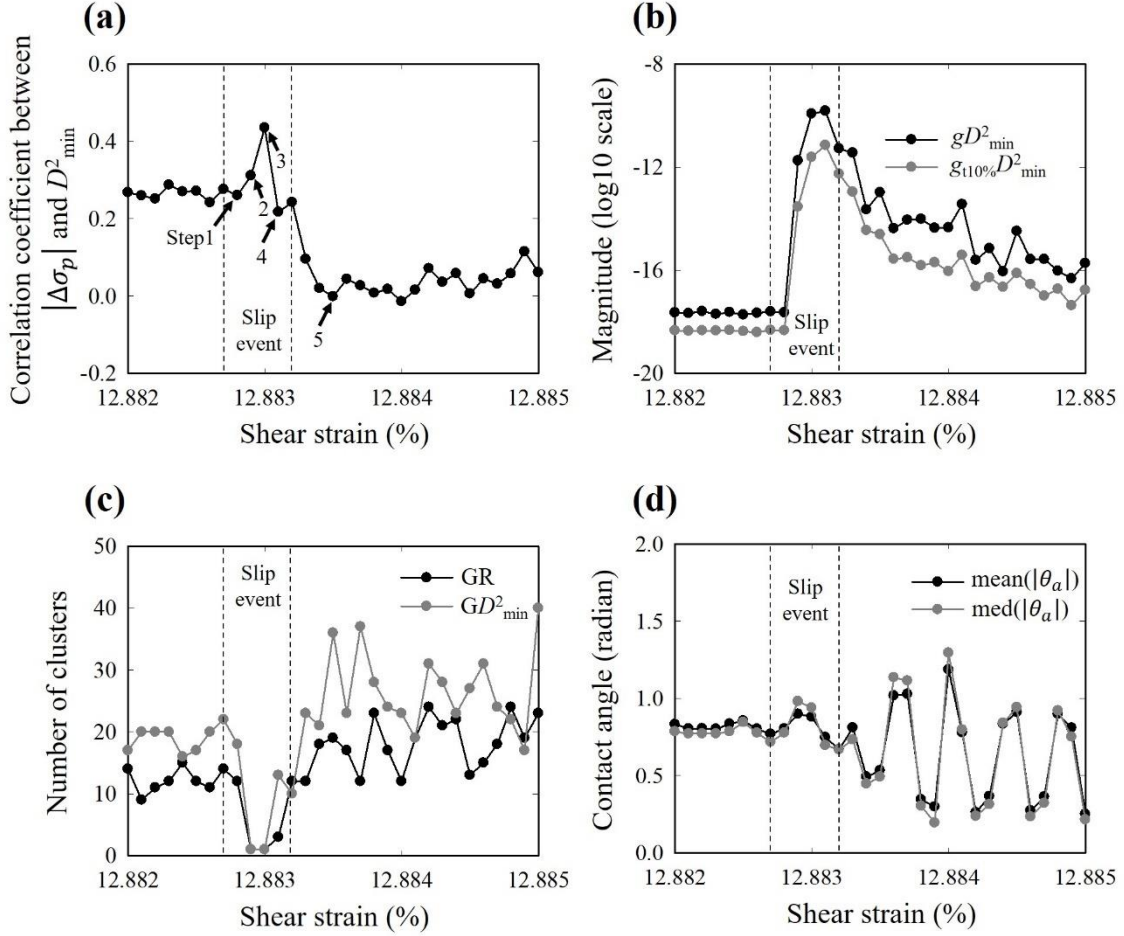 (a)
Correlation coefficient between
|Δσₚ| and D²min
0.6
0.4
0.2
0.0
-0.2
3
2
Step1
4
5
Slip
event
12.882
12.883
12.884
12.885
Shear strain (%)
(b)
Magnitude (log10 scale)
-8
-12
-16
-20
gD²min
gt10%D²min
Slip
event
12.882
12.883
12.884
12.885
Shear strain (%)
(c)
Number of clusters
50
40
30
20
10
0
Slip
event
GR
GD²min
12.882
12.883
12.884
12.885
Shear strain (%)
(d)
Contact angle (radian)
2.0
1.5
1.0
0.5
0.0
Slip
event
mean(|θₐ|)
med(|θₐ|)
12.882
12.883
12.884
12.885
Shear strain (%)